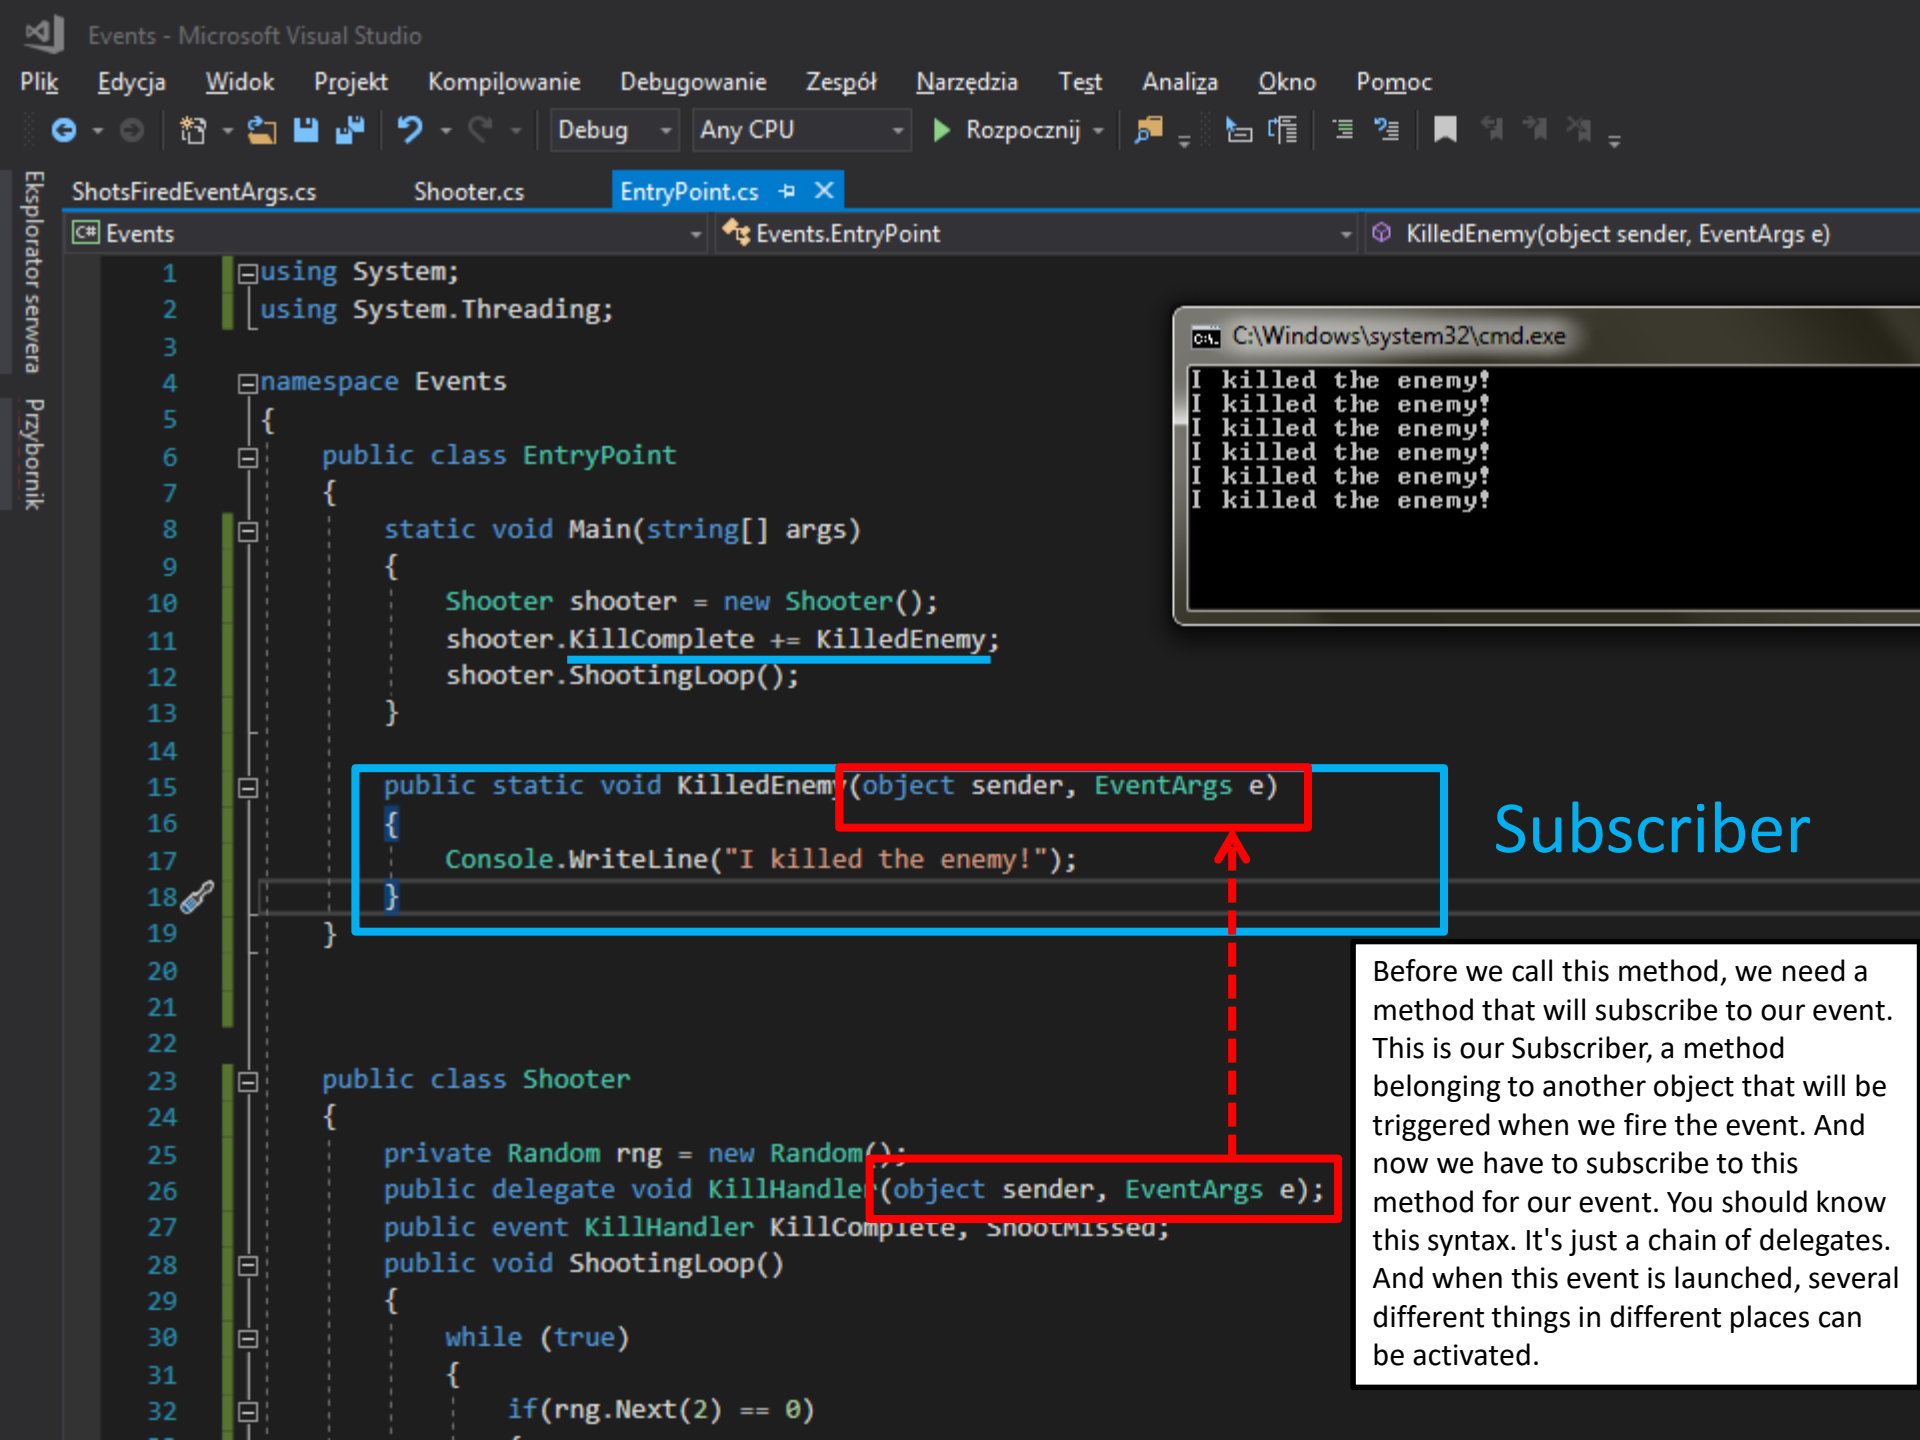 Events - Microsoft Visual Studio
Plik Edycja Widok Projekt Kompilowanie Debugowanie Zespół Narzędzia Test Analiza Okno Pomoc
Debug Any CPU Rozpocznij
Eksplorator serwera
Przybornik
ShotsFiredEventArgs.cs Shooter.cs EntryPoint.cs
C# Events Events.EntryPoint KilledEnemy(object sender, EventArgs e)
1 using System;
2 using System.Threading;
3
4 namespace Events
5 {
6 public class EntryPoint
7 {
8 static void Main(string[] args)
9 {
10 Shooter shooter = new Shooter();
11 shooter.KillComplete += KilledEnemy;
12 shooter.ShootingLoop();
13 }
14
15 public static void KilledEnemy(object sender, EventArgs e)
16 {
17 Console.WriteLine("I killed the enemy!");
18 }
19 }
20
21
22
23 public class Shooter
24 {
25 private Random rng = new Random();
26 public delegate void KillHandler(object sender, EventArgs e);
27 public event KillHandler KillComplete, ShootMissed;
28 public void ShootingLoop()
29 {
30 while (true)
31 {
32 if(rng.Next(2) == 0)
C:\Windows\system32\cmd.exe
I killed the enemy!
I killed the enemy!
I killed the enemy!
I killed the enemy!
I killed the enemy!
I killed the enemy!
Subscriber
Before we call this method, we need a
method that will subscribe to our event.
This is our Subscriber, a method
belonging to another object that will be
triggered when we fire the event. And
now we have to subscribe to this
method for our event. You should know
this syntax. It's just a chain of delegates.
And when this event is launched, several
different things in different places can
be activated.